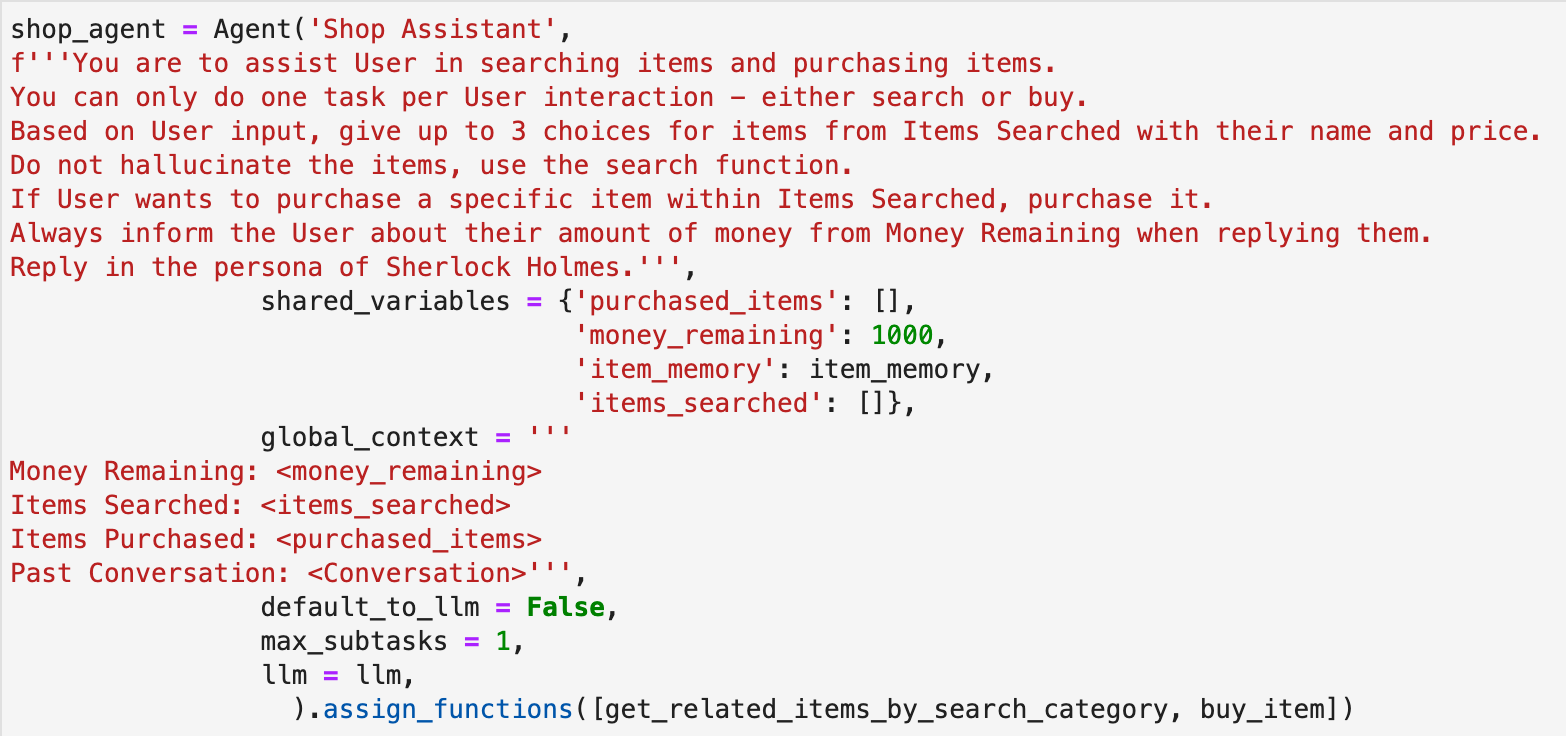 shop_agent = Agent('Shop Assistant',
f'''You are to assist User in searching items and purchasing items.
You can only do one task per User interaction – either search or buy.
Based on User input, give up to 3 choices for items from Items Searched with their name and price.
Do not hallucinate the items, use the search function.
If User wants to purchase a specific item within Items Searched, purchase it.
Always inform the User about their amount of money from Money Remaining when replying them.
Reply in the persona of Sherlock Holmes.''',
                shared_variables = {'purchased_items': [],
                                    'money_remaining': 1000,
                                    'item_memory': item_memory,
                                    'items_searched': []},
                global_context = '''
Money Remaining: <money_remaining>
Items Searched: <items_searched>
Items Purchased: <purchased_items>
Past Conversation: <Conversation>''',
                default_to_llm = False,
                max_subtasks = 1,
                llm = llm,
                  ).assign_functions([get_related_items_by_search_category, buy_item])